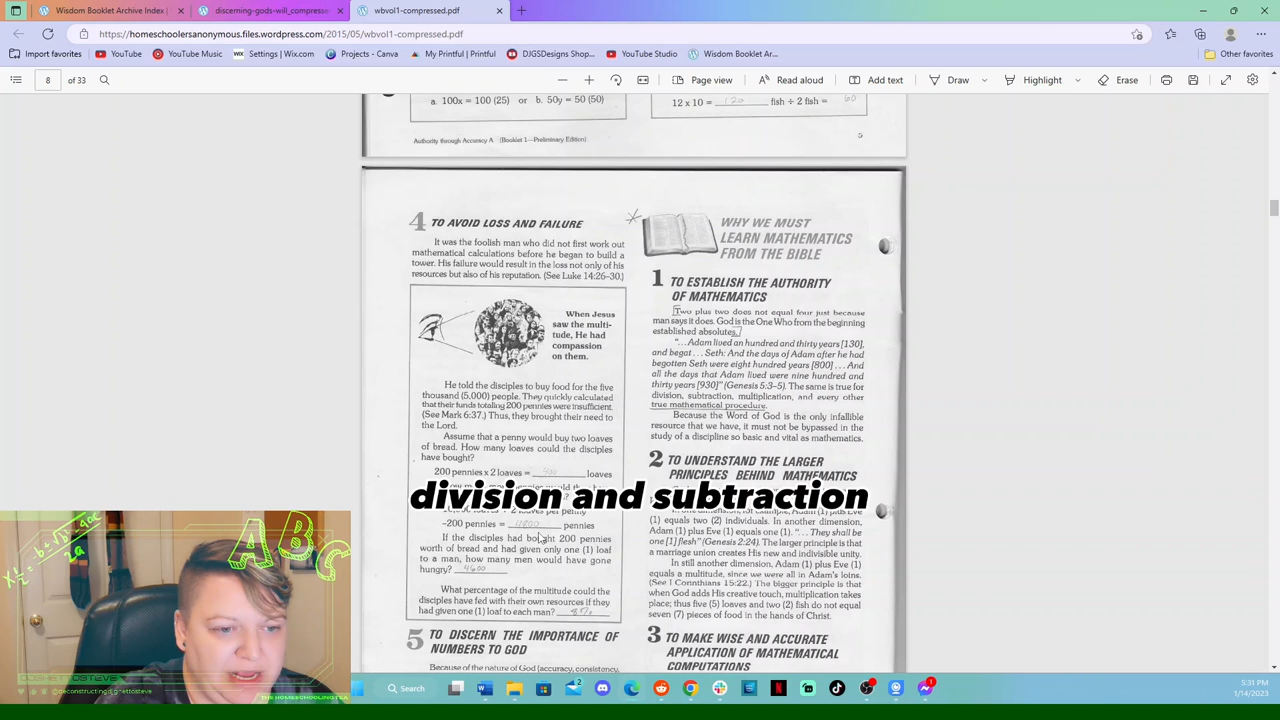 Wisdom Booklet Archive Index |
discerning-gods-will_compresse
wbvol1-compressed.pdf
https://homeschoolersanonymous.files.wordpress.com/2015/05/wbvol1-compressed.pdf
Import favorites
YouTube
YouTube Music
Settings | Wix.com
Projects - Canva
My Printful | Printful
DJGSDesigns Shop...
YouTube Studio
Wisdom Booklet Ar...
Other favorites
8
of 33
Page view
Read aloud
Add text
Draw
Highlight
Erase
a. 100x = 100 (25) or b. 50y = 50 (50)
12 x 10 = 120 fish ÷ 2 fish = 60
Authority through Accuracy A (Booklet 1—Preliminary Edition)
4 TO AVOID LOSS AND FAILURE
It was the foolish man who did not first work out
mathematical calculations before he began to build a
tower. His failure would result in the loss not only of his
resources but also of his reputation. (See Luke 14:26–30.)
When Jesus
saw the multi-
tude, He had
compassion
on them.
He told the disciples to buy food for the five
thousand (5,000) people. They quickly calculated
that their funds totaling 200 pennies were insufficient.
(See Mark 6:37.) Thus, they brought their need to
the Lord.
Assume that a penny would buy two loaves
of bread. How many loaves could the disciples
have bought?
200 pennies x 2 loaves = 400 loaves
loaves per penny
–200 pennies = pennies
If the disciples had bought 200 pennies
worth of bread and had given only one (1) loaf
to a man, how many men would have gone
hungry? 4600
What percentage of the multitude could the
disciples have fed with their own resources if they
had given one (1) loaf to each man? 8%
5 TO DISCERN THE IMPORTANCE OF
NUMBERS TO GOD
Because of the nature of God (accuracy, consistency,
WHY WE MUST
LEARN MATHEMATICS
FROM THE BIBLE
1 TO ESTABLISH THE AUTHORITY
OF MATHEMATICS
Two plus two does not equal four just because
man says it does. God is the One Who from the beginning
established absolutes.
"...Adam lived an hundred and thirty years [130],
and begat... Seth: And the days of Adam after he had
begotten Seth were eight hundred years [800]... And
all the days that Adam lived were nine hundred and
thirty years [930]" (Genesis 5:3–5). The same is true for
division, subtraction, multiplication, and every other
true mathematical procedure.
Because the Word of God is the only infallible
resource that we have, it must not be bypassed in the
study of a discipline so basic and vital as mathematics.
2 TO UNDERSTAND THE LARGER
PRINCIPLES BEHIND MATHEMATICS
division and subtraction
In one dimension, for example, Adam (1) plus Eve
(1) equals two (2) individuals. In another dimension,
Adam (1) plus Eve (1) equals one (1). "...They shall be
one [1] flesh" (Genesis 2:24). The larger principle is that
a marriage union creates His new and indivisible unity.
In still another dimension, Adam (1) plus Eve (1)
equals a multitude, since we were all in Adam's loins.
(See I Corinthians 15:22.) The bigger principle is that
when God adds His creative touch, multiplication takes
place; thus five (5) loaves and two (2) fish do not equal
seven (7) pieces of food in the hands of Christ.
3 TO MAKE WISE AND ACCURATE
APPLICATION OF MATHEMATICAL
COMPUTATIONS
ABC
@deconstructingghettosteve
Search
5:31 PM
1/14/2023